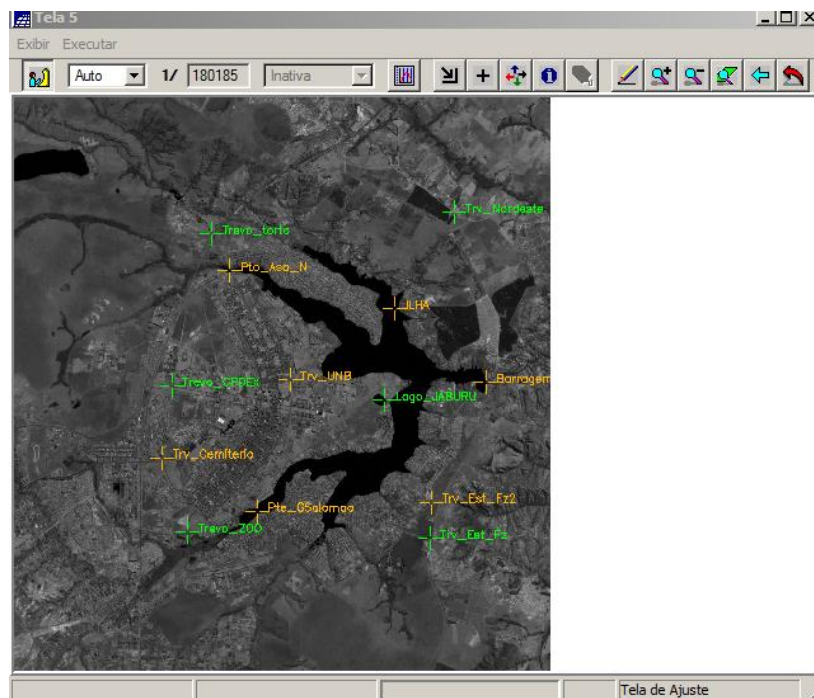 Tela 5
Exibir Executar
Auto 1/ 180185 Inativa
Trv_Nordeste
Trevo_torto
Pto_Asa_N
ILHA
Trv_UNB
Barragem
Lago_JABURU
Trv_Cemiterio
Trv_Est_Fz2
Pte_GSalomao
Trevo_ZOO
Trv_Est_Fz
Tela de Ajuste